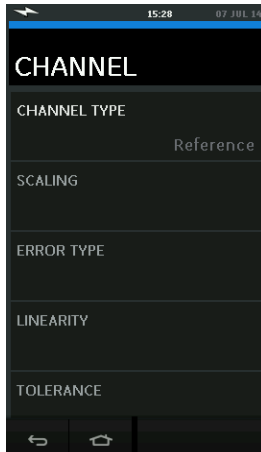 15:28 07 JUL 14
CHANNEL
CHANNEL TYPE
Reference
SCALING
ERROR TYPE
LINEARITY
TOLERANCE